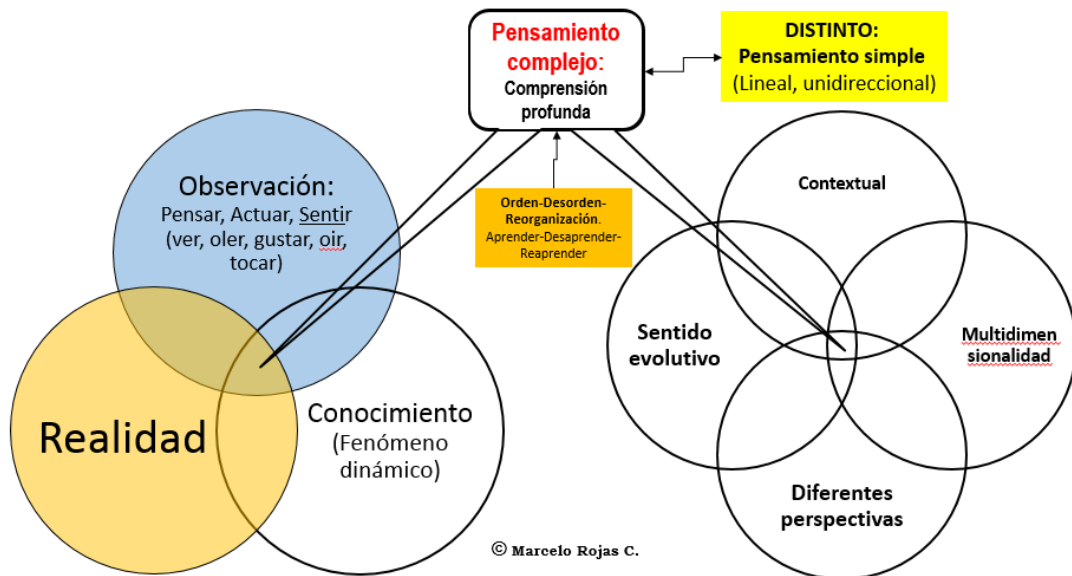 Pensamiento
complejo:
Comprensión
profunda
DISTINTO:
Pensamiento simple
(Lineal, unidireccional)
Observación:
Pensar, Actuar, Sentir
(ver, oler, gustar, oir,
tocar)
Orden-Desorden-
Reorganización.
Aprender-Desaprender-
Reaprender
Realidad
Conocimiento
(Fenómeno
dinámico)
Contextual
Sentido
evolutivo
Multidimen
sionalidad
Diferentes
perspectivas
© Marcelo Rojas C.